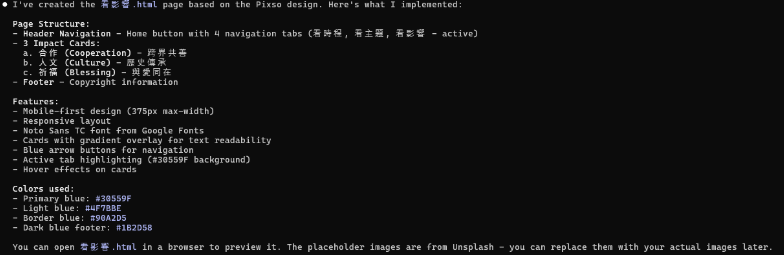 ● I've created the 看影響.html page based on the Pixso design. Here's what I implemented:
Page Structure:
- Header Navigation - Home button with 4 navigation tabs (看時程, 看主題, 看影響 - active)
- 3 Impact Cards:
a. 合作 (Cooperation) - 跨界共善
b. 人文 (Culture) - 歷史傳承
c. 祈福 (Blessing) - 與愛同在
- Footer - Copyright information
Features:
- Mobile-first design (375px max-width)
- Responsive layout
- Noto Sans TC font from Google Fonts
- Cards with gradient overlay for text readability
- Blue arrow buttons for navigation
- Active tab highlighting (#30559F background)
- Hover effects on cards
Colors used:
- Primary blue: #30559F
- Light blue: #4F7BBE
- Border blue: #90A2D5
- Dark blue footer: #1B2D58
You can open 看影響.html in a browser to preview it. The placeholder images are from Unsplash - you can replace them with your actual images later.